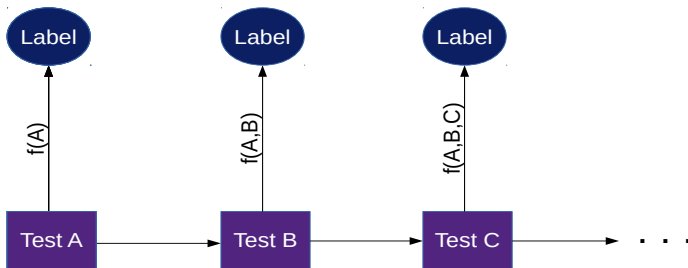 Label Label Label
f(A) f(A,B) f(A,B,C)
Test A Test B Test C . . .